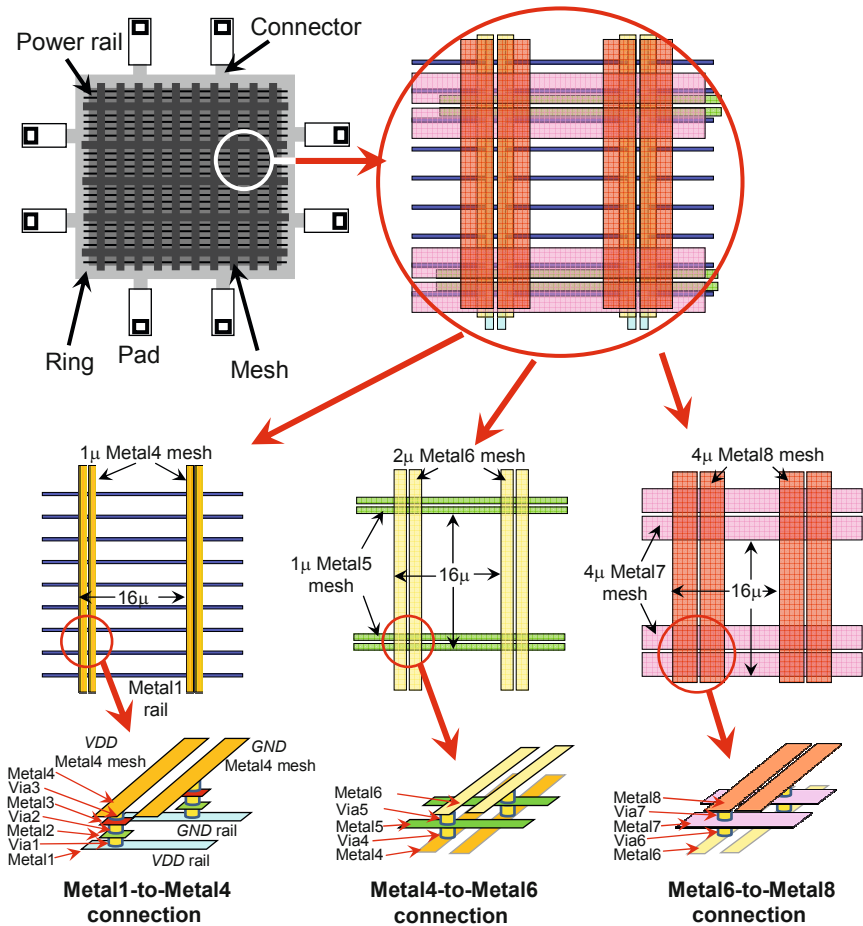 Power rail
Connector
Ring
Pad
Mesh
1μ Metal4 mesh
16μ
Metal1
rail
2μ Metal6 mesh
1μ Metal5
mesh
16μ
4μ Metal8 mesh
4μ Metal7
mesh
16μ
VDD
Metal4 mesh
GND
Metal4 mesh
Metal4
Via3
Metal3
Via2
Metal2
Via1
Metal1
GND rail
VDD rail
Metal1-to-Metal4
connection
Metal6
Via5
Metal5
Via4
Metal4
Metal4-to-Metal6
connection
Metal8
Via7
Metal7
Via6
Metal6
Metal6-to-Metal8
connection